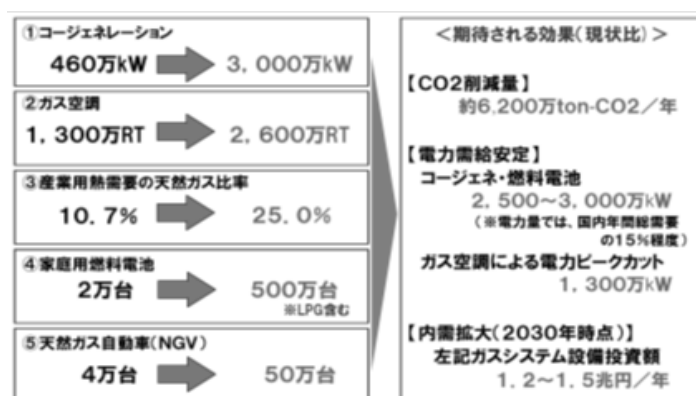 ①コージェネレーション
460万kW 3,000万kW
②ガス空調
1,300万RT 2,600万RT
③産業用熱需要の天然ガス比率
10.7% 25.0%
④家庭用燃料電池
2万台 500万台
※LPG含む
⑤天然ガス自動車(NGV)
4万台 50万台
<期待される効果(現状比)>
【CO2削減量】
約6,200万ton-CO2/年
【電力需給安定】
コージェネ・燃料電池
2,500~3,000万kW
(※電力量では、国内年間総需要
の15%程度)
ガス空調による電力ピークカット
1,300万kW
【内需拡大(2030年時点)】
左記ガスシステム設備投資額
1.2~1.5兆円/年